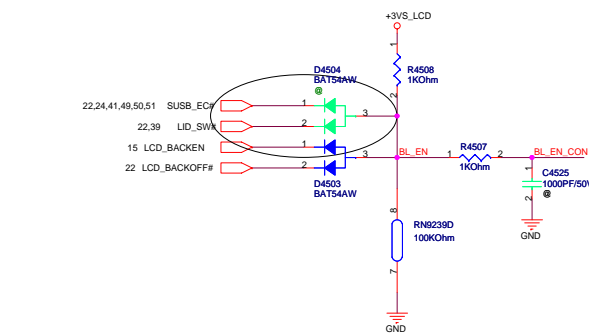 +3VS_LCD
1
D4504
BAT54AW
@
R4508
1KOhm
2
22,24,41,49,50,51 SUSB_EC#
1
3
22,39 LID_SW#
2
15 LCD_BACKEN
1
3
BL_EN
1
R4507
1KOhm
2
BL_EN_CON
22 LCD_BACKOFF#
2
D4503
BAT54AW
1
C4525
1000PF/50V
@
2
GND
8
RN9239D
100KOhm
7
GND